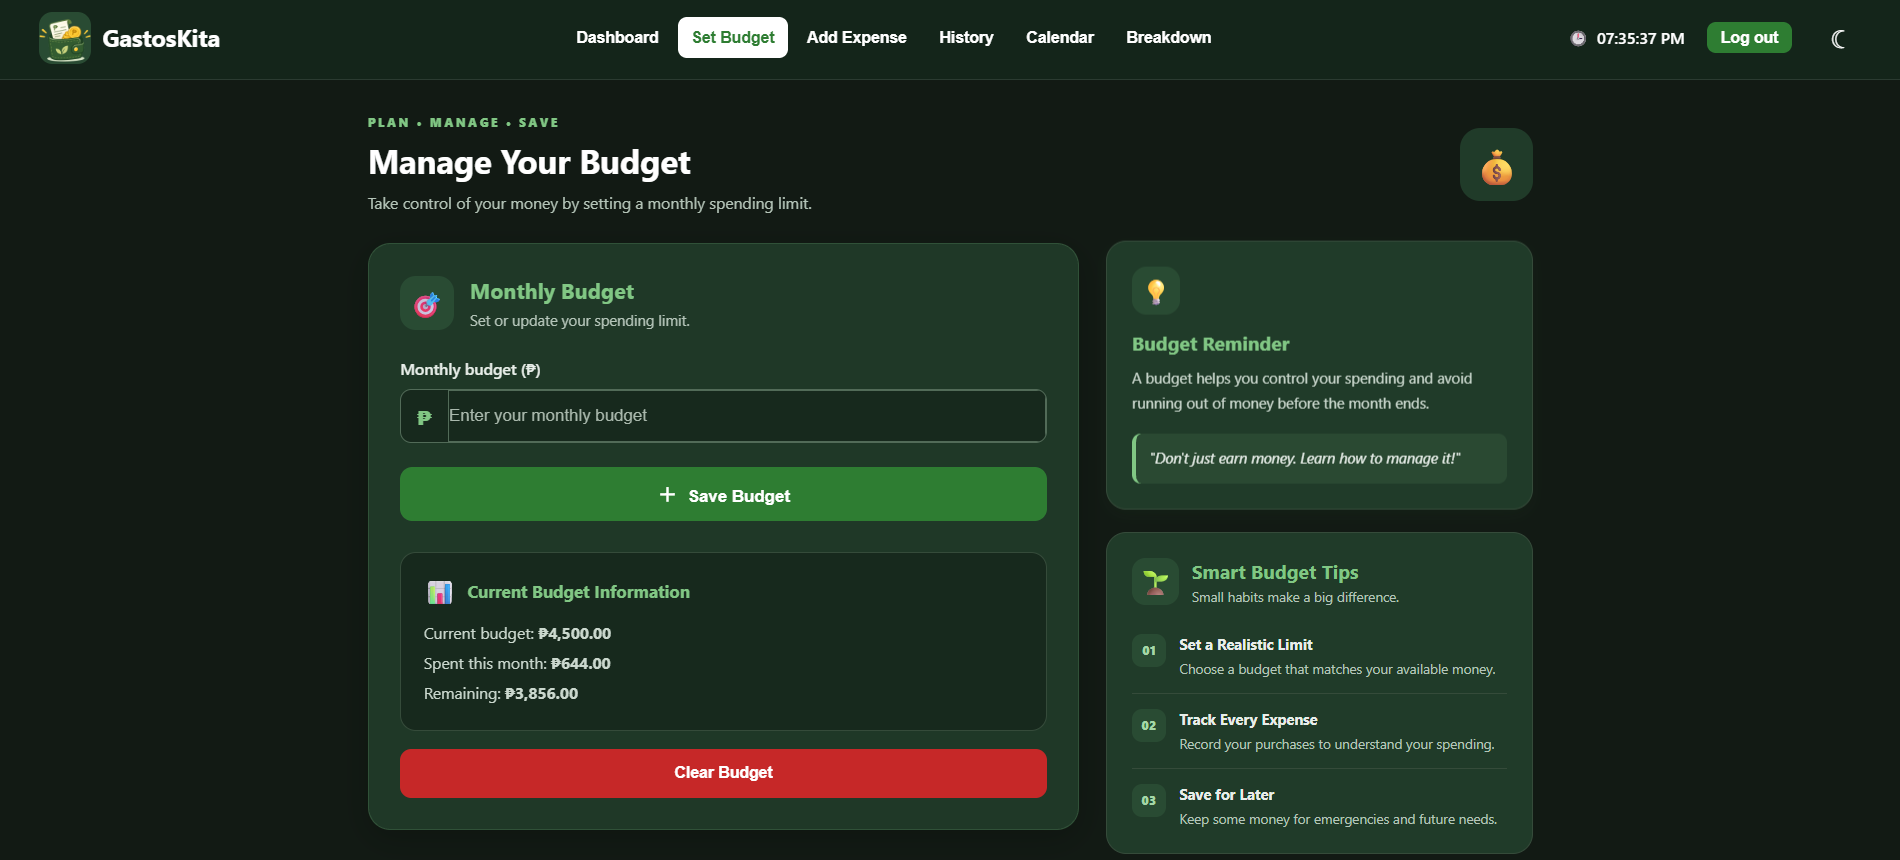 GastosKita
Dashboard
Set Budget
Add Expense
History
Calendar
Breakdown
07:35:37 PM
Log out
PLAN • MANAGE • SAVE
Manage Your Budget
Take control of your money by setting a monthly spending limit.
Monthly Budget
Set or update your spending limit.
Monthly budget (₱)
₱
Enter your monthly budget
+ Save Budget
Current Budget Information
Current budget: ₱4,500.00
Spent this month: ₱644.00
Remaining: ₱3,856.00
Clear Budget
Budget Reminder
A budget helps you control your spending and avoid
running out of money before the month ends.
"Don't just earn money. Learn how to manage it!"
Smart Budget Tips
Small habits make a big difference.
01
Set a Realistic Limit
Choose a budget that matches your available money.
02
Track Every Expense
Record your purchases to understand your spending.
03
Save for Later
Keep some money for emergencies and future needs.